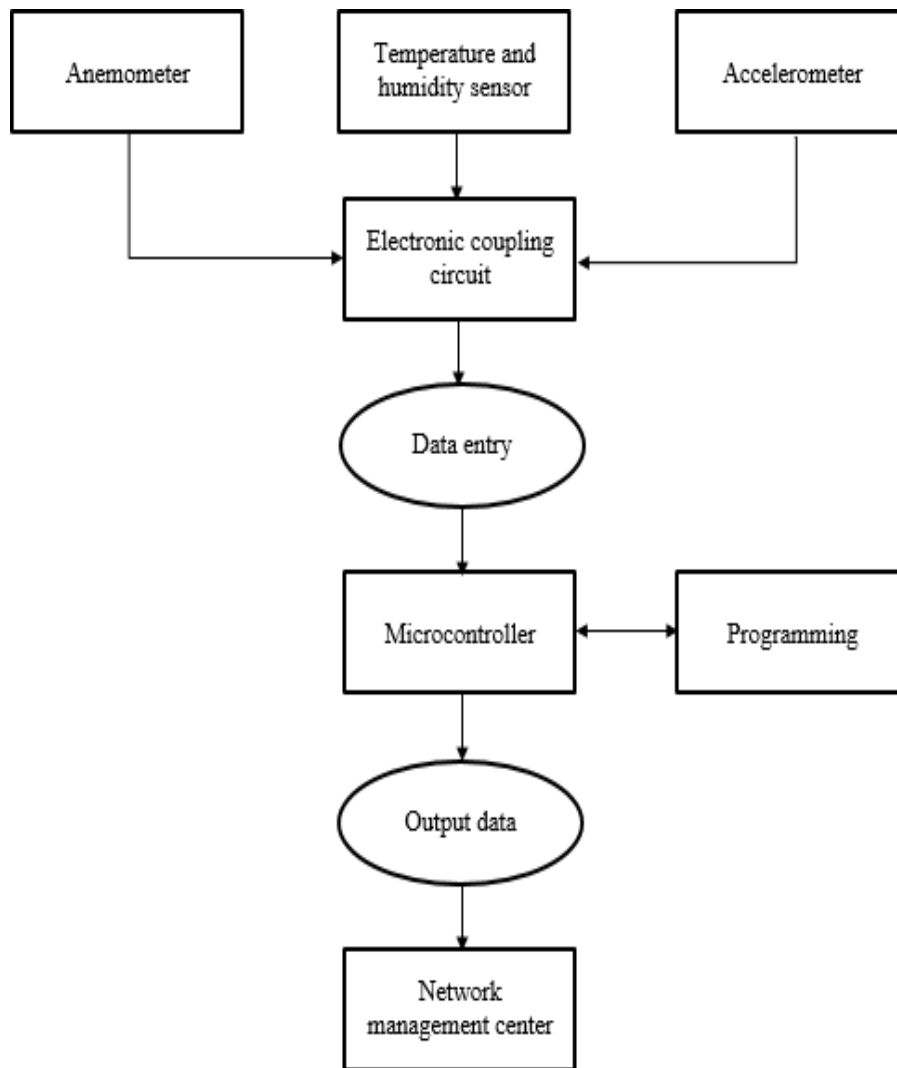 Anemometer
Temperature and
humidity sensor
Accelerometer
Electronic coupling
circuit
Data entry
Microcontroller
Programming
Output data
Network
management center